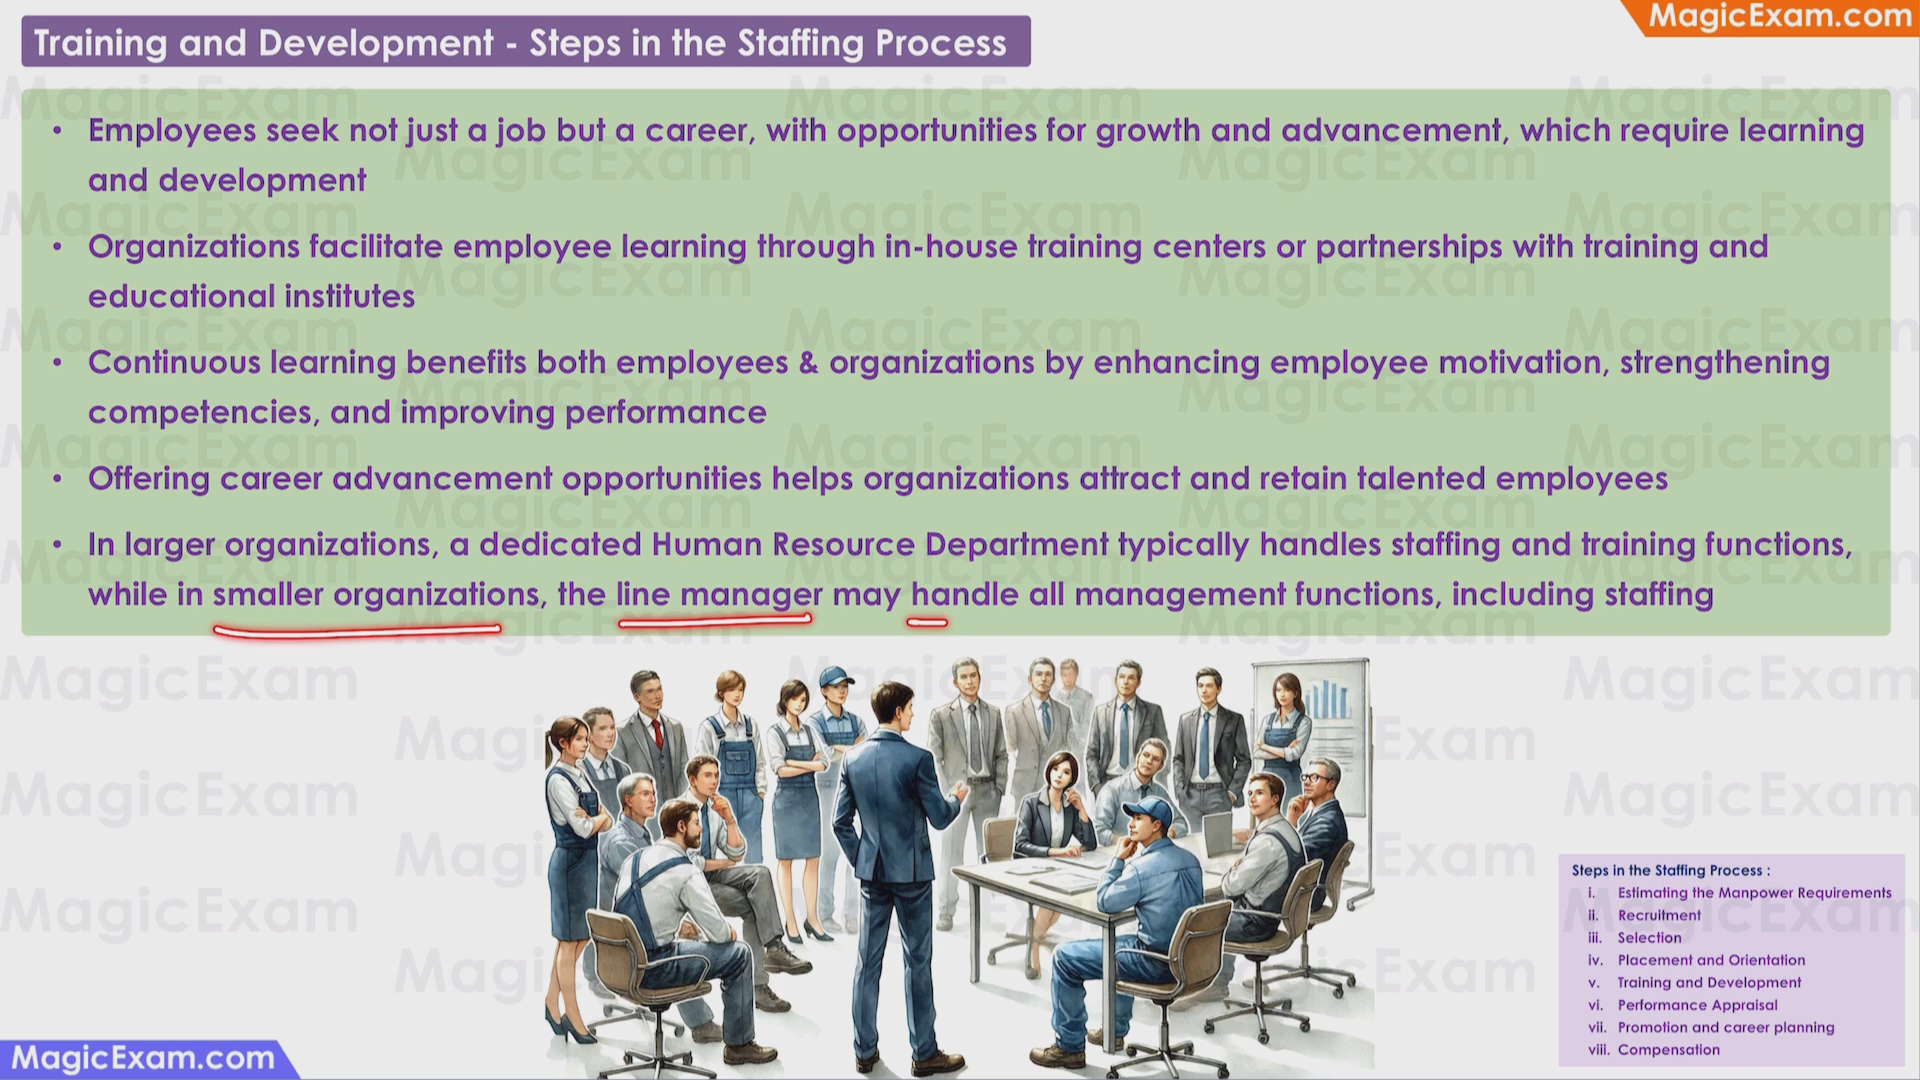 MagicExam.com
Training and Development - Steps in the Staffing Process
• Employees seek not just a job but a career, with opportunities for growth and advancement, which require learning
and development
• Organizations facilitate employee learning through in-house training centers or partnerships with training and
educational institutes
• Continuous learning benefits both employees & organizations by enhancing employee motivation, strengthening
competencies, and improving performance
• Offering career advancement opportunities helps organizations attract and retain talented employees
• In larger organizations, a dedicated Human Resource Department typically handles staffing and training functions,
while in smaller organizations, the line manager may handle all management functions, including staffing
Steps in the Staffing Process :
i. Estimating the Manpower Requirements
ii. Recruitment
iii. Selection
iv. Placement and Orientation
v. Training and Development
vi. Performance Appraisal
vii. Promotion and career planning
viii. Compensation
MagicExam.com